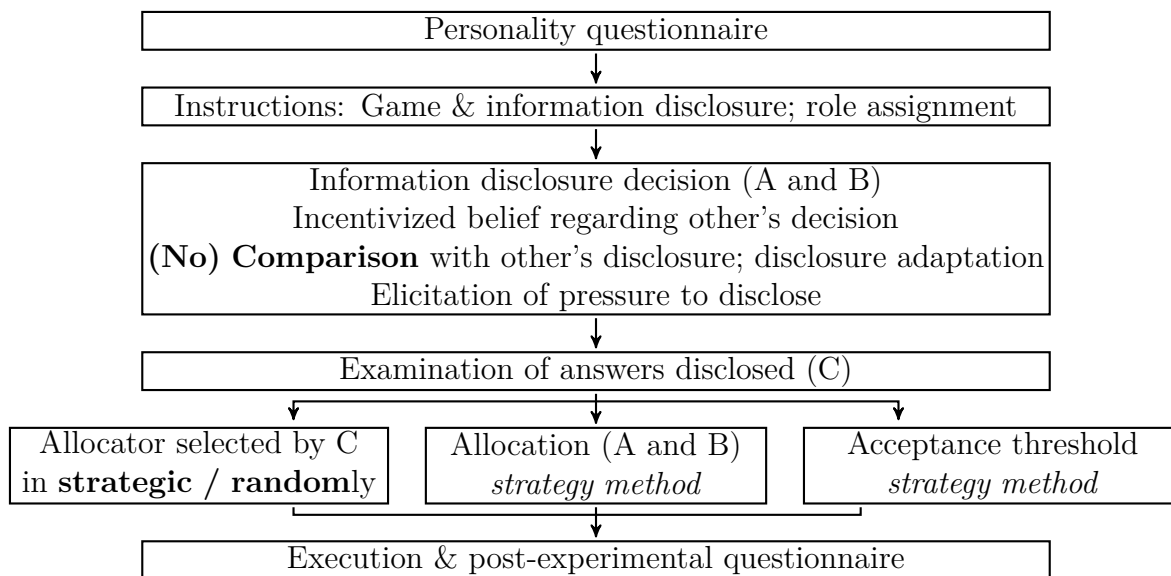 Personality questionnaire
Instructions: Game & information disclosure; role assignment
Information disclosure decision (A and B)
Incentivized belief regarding other's decision
(No) Comparison with other's disclosure; disclosure adaptation
Elicitation of pressure to disclose
Examination of answers disclosed (C)
Allocator selected by C
in strategic / randomly
Allocation (A and B)
strategy method
Acceptance threshold
strategy method
Execution & post-experimental questionnaire